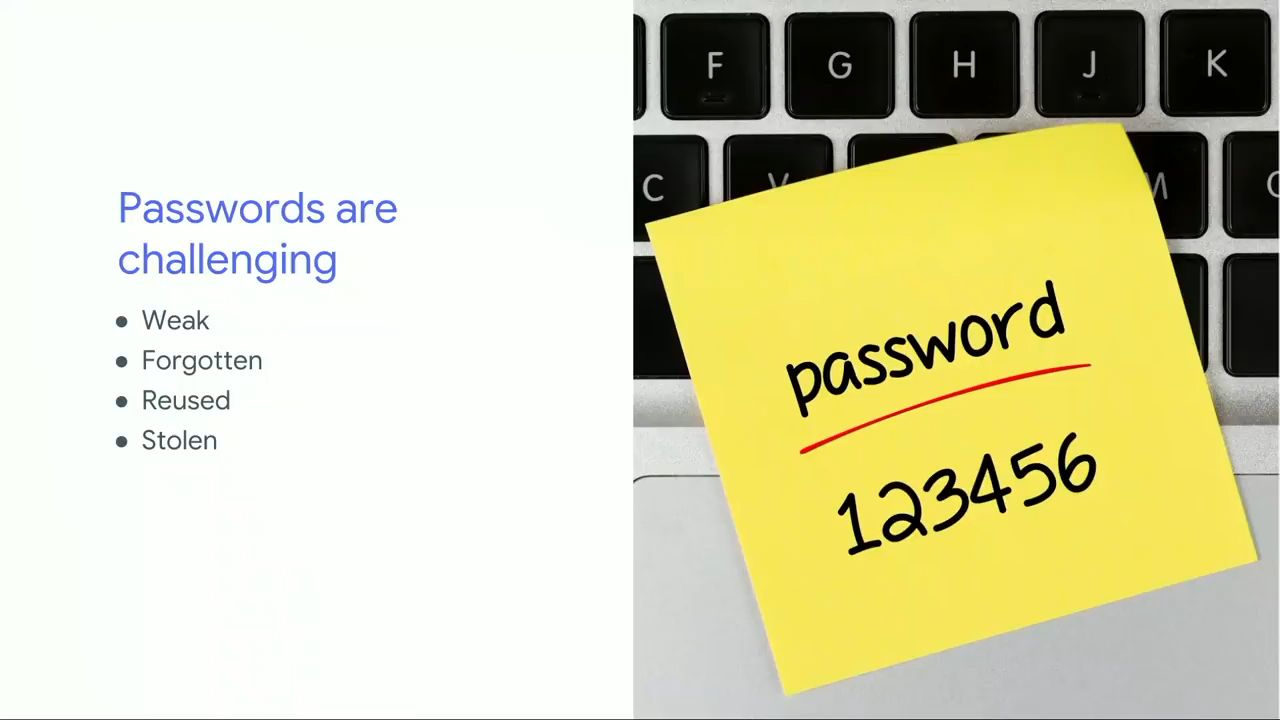 Passwords are
challenging
● Weak
● Forgotten
● Reused
● Stolen
F G H J K
C V M
password
123456